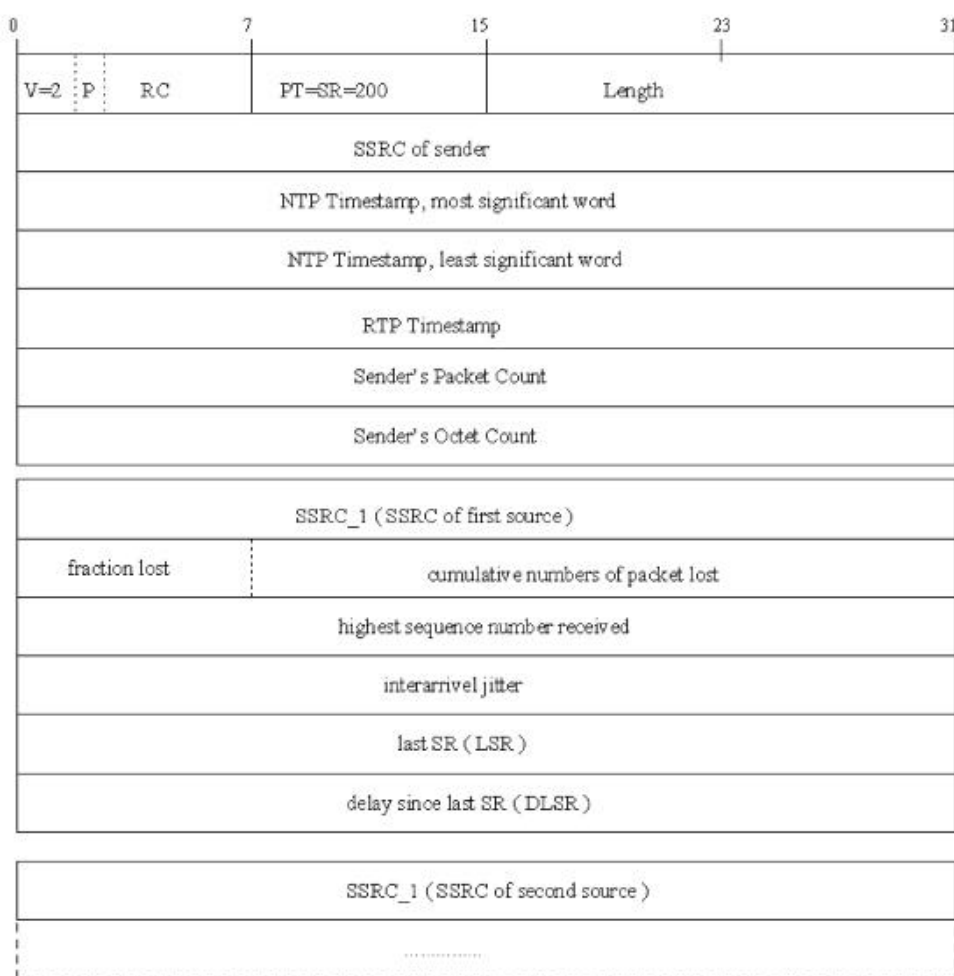 0 7 15 23 31
V=2 P RC PT=SR=200 Length
SSRC of sender
NTP Timestamp, most significant word
NTP Timestamp, least significant word
RTP Timestamp
Sender's Packet Count
Sender's Octet Count
SSRC_1 ( SSRC of first source )
fraction lost cumulative numbers of packet lost
highest sequence number received
interarrivel jitter
last SR ( LSR )
delay since last SR ( DLSR )
SSRC_1 ( SSRC of second source )
...............